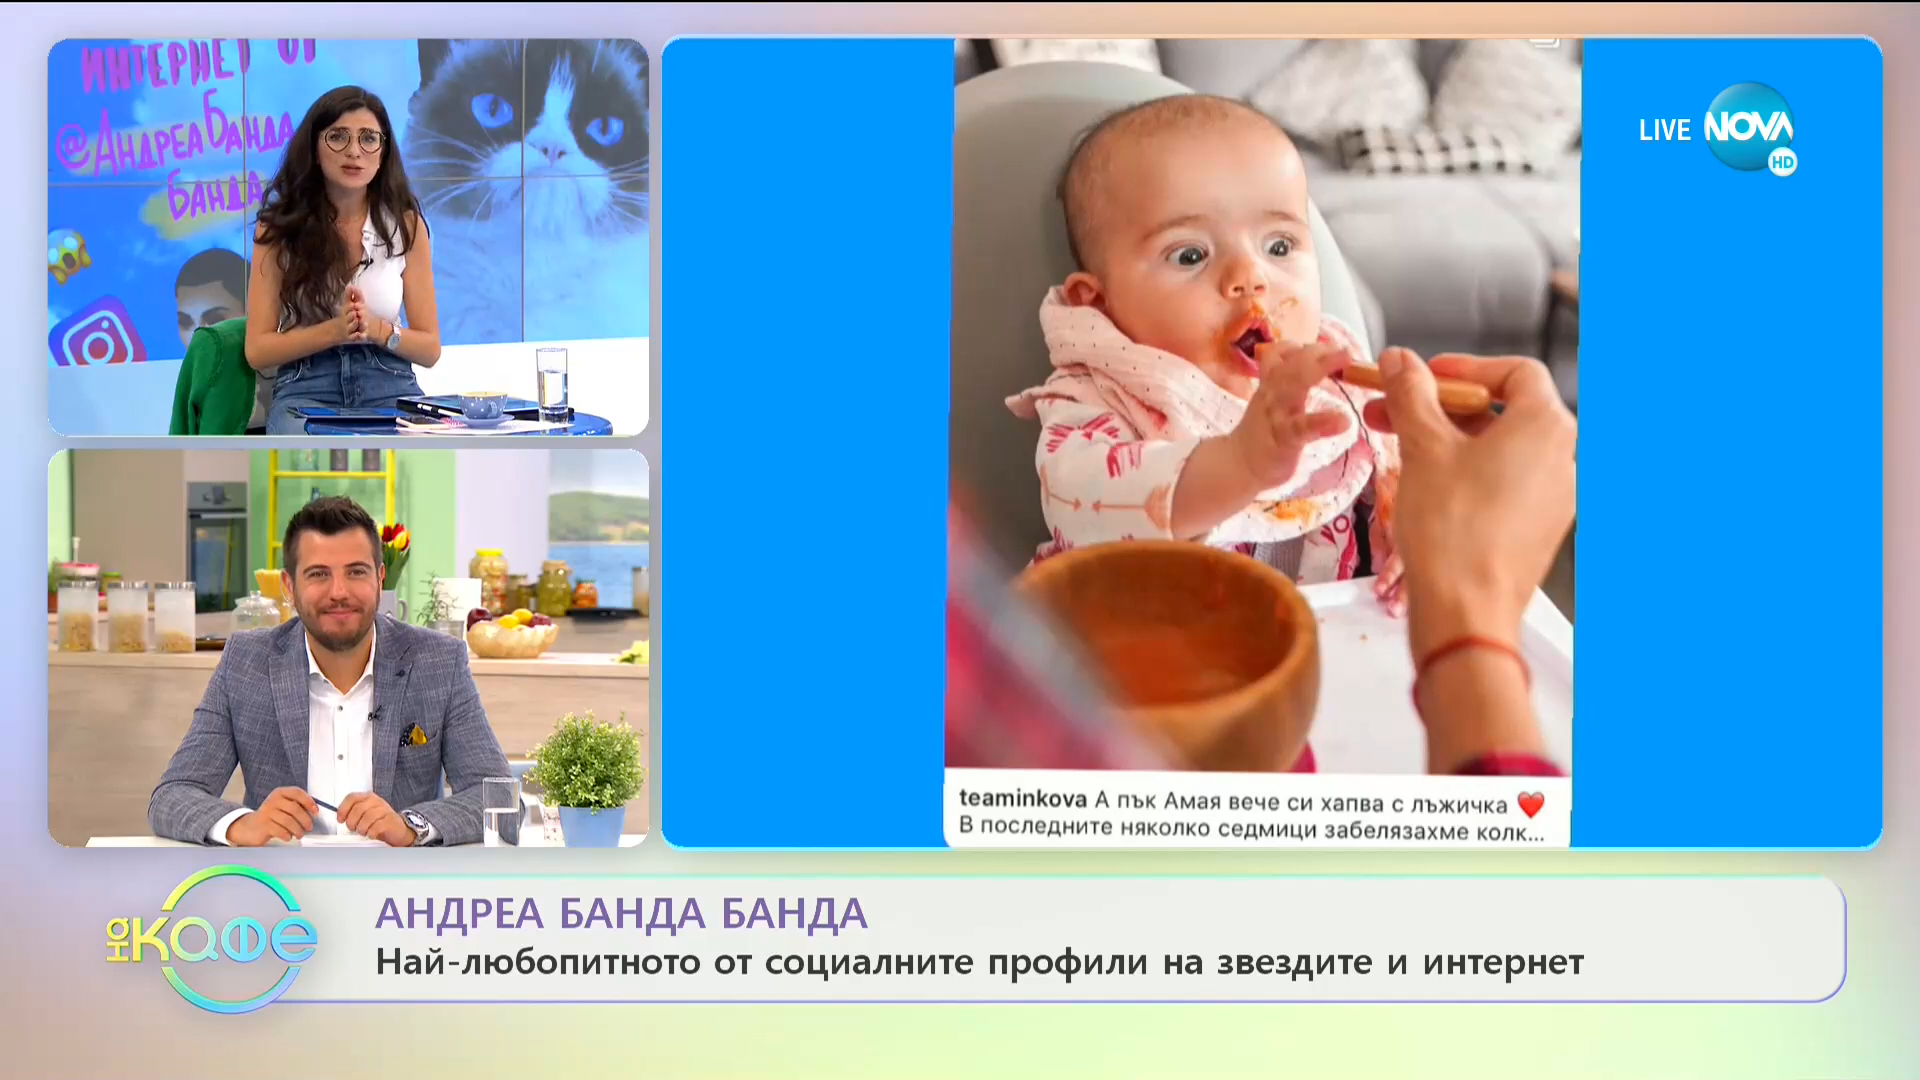 ИНТЕРНЕТ ОТ
@АНДРЕАБАНДА
БАНДА
LIVE NOVA
HD
teaminkova А пък Амая вече си хапва с лъжичка ❤️
В последните няколко седмици забелязахме колк...
на кафе
АНДРЕА БАНДА БАНДА
Най-любопитното от социалните профили на звездите и интернет